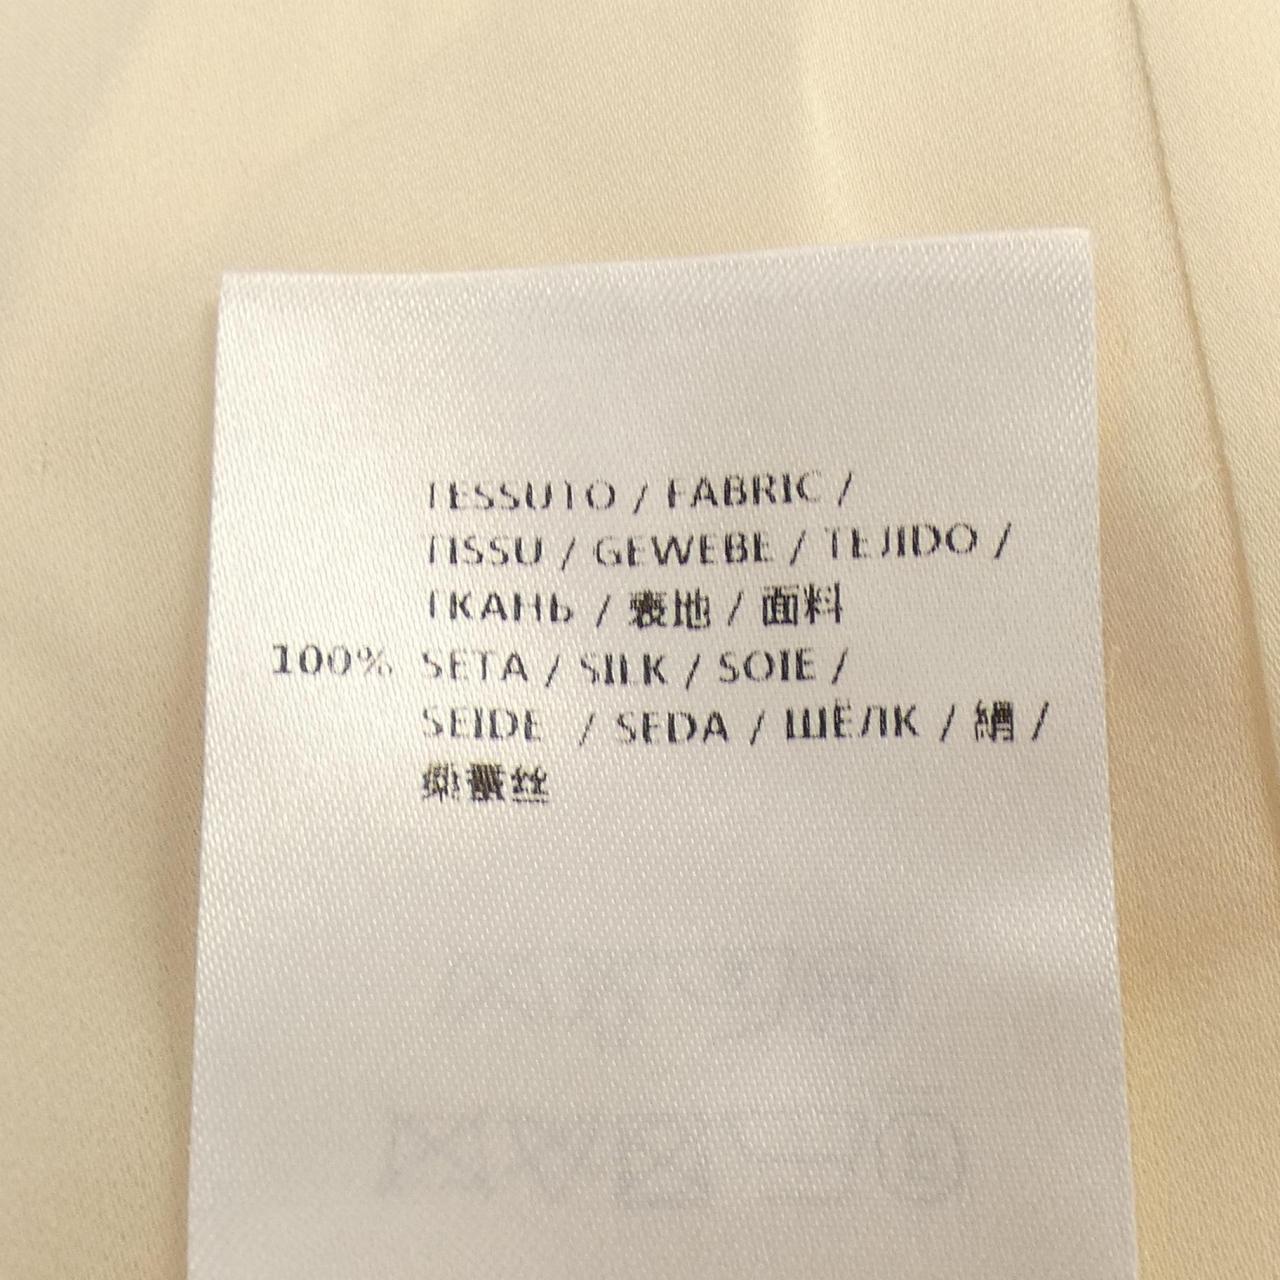 TESSUTO / FABRIC /
TISSU / GEWEBE / TEJIDO /
ТКАНЬ / 表地 / 面料
100% SETA / SILK / SOIE /
SEIDE / SEDA / ШЁЛК / 絹 /
桑蚕丝